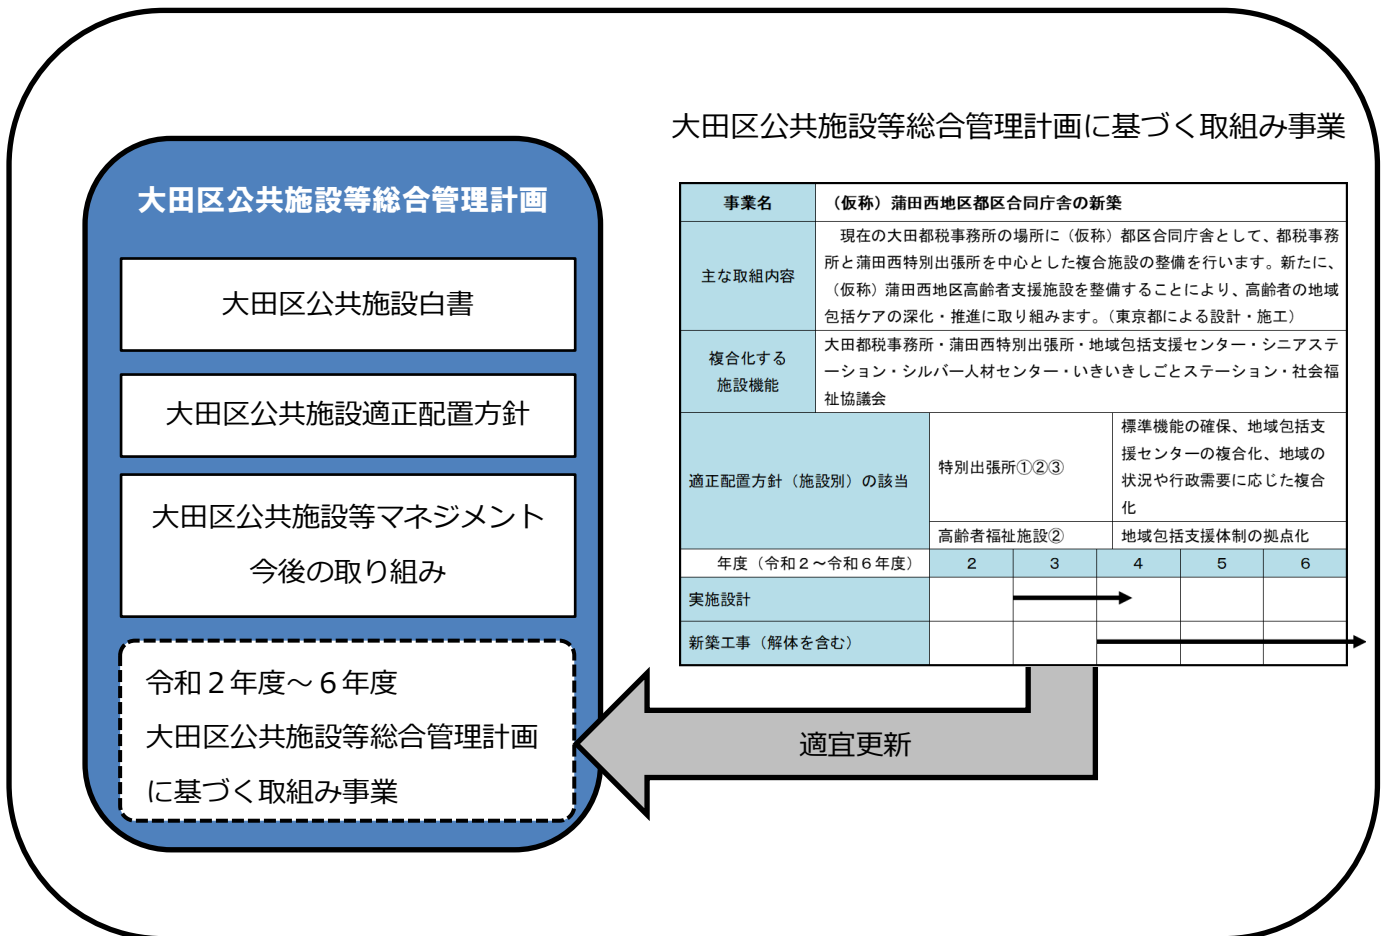 大田区公共施設等総合管理計画
大田区公共施設白書
大田区公共施設適正配置方針
大田区公共施設等マネジメント
今後の取り組み
令和２年度～６年度
大田区公共施設等総合管理計画
に基づく取組み事業
大田区公共施設等総合管理計画に基づく取組み事業
事業名
（仮称）蒲田西地区都区合同庁舎の新築
主な取組内容
現在の大田都税事務所の場所に（仮称）都区合同庁舎として、都税事務
所と蒲田西特別出張所を中心とした複合施設の整備を行います。新たに、
（仮称）蒲田西地区高齢者支援施設を整備することにより、高齢者の地域
包括ケアの深化・推進に取り組みます。（東京都による設計・施工）
複合化する
施設機能
大田都税事務所・蒲田西特別出張所・地域包括支援センター・シニアステ
ーション・シルバー人材センター・いきいきしごとステーション・社会福
祉協議会
適正配置方針（施設別）の該当
特別出張所①②③
標準機能の確保、地域包括支
援センターの複合化、地域の
状況や行政需要に応じた複合
化
高齢者福祉施設②
地域包括支援体制の拠点化
年度（令和２～令和６年度）
２
３
４
５
６
実施設計
新築工事（解体を含む）
適宜更新